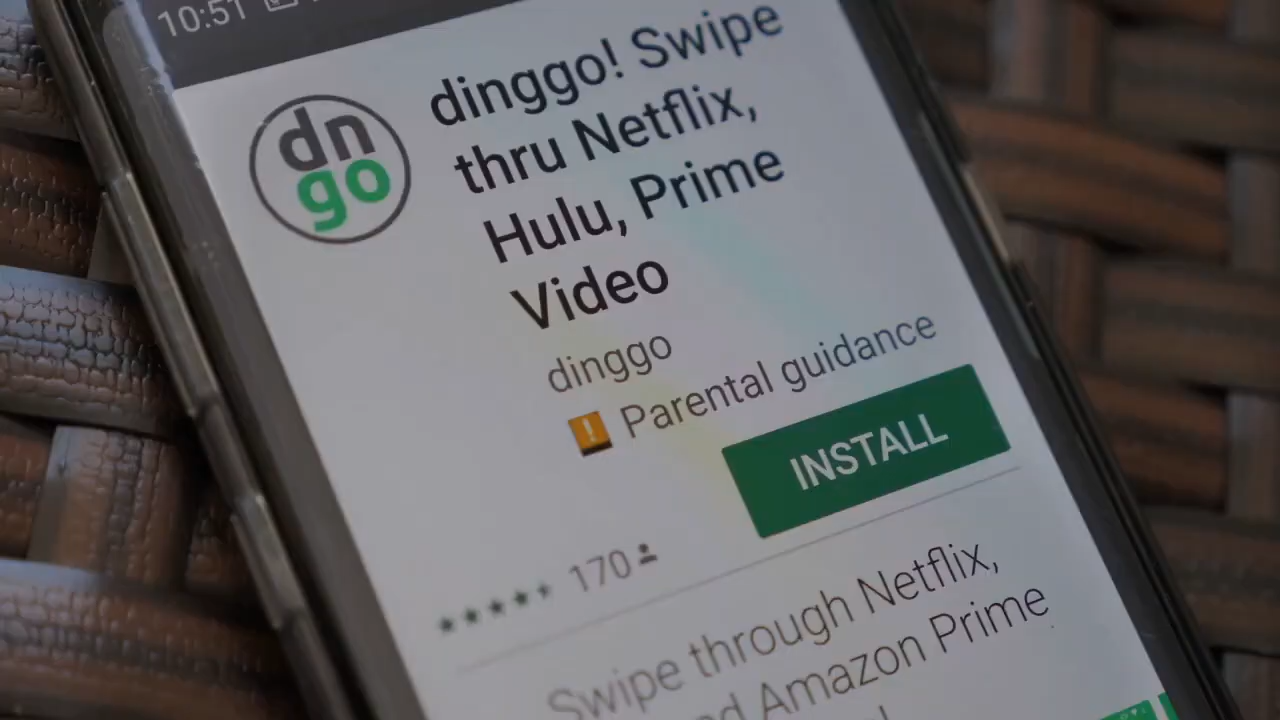 10:51
dn
go
dinggo! Swipe
thru Netflix,
Hulu, Prime
Video
dinggo
! Parental guidance
INSTALL
170
Swipe through Netflix,
Amazon Prime